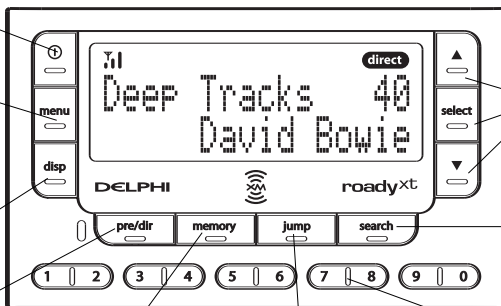 direct
Deep Tracks 40
David Bowie
menu
select
disp
DELPHI XM roady xt
pre/dir memory jump search
1 2 3 4 5 6 7 8 9 0